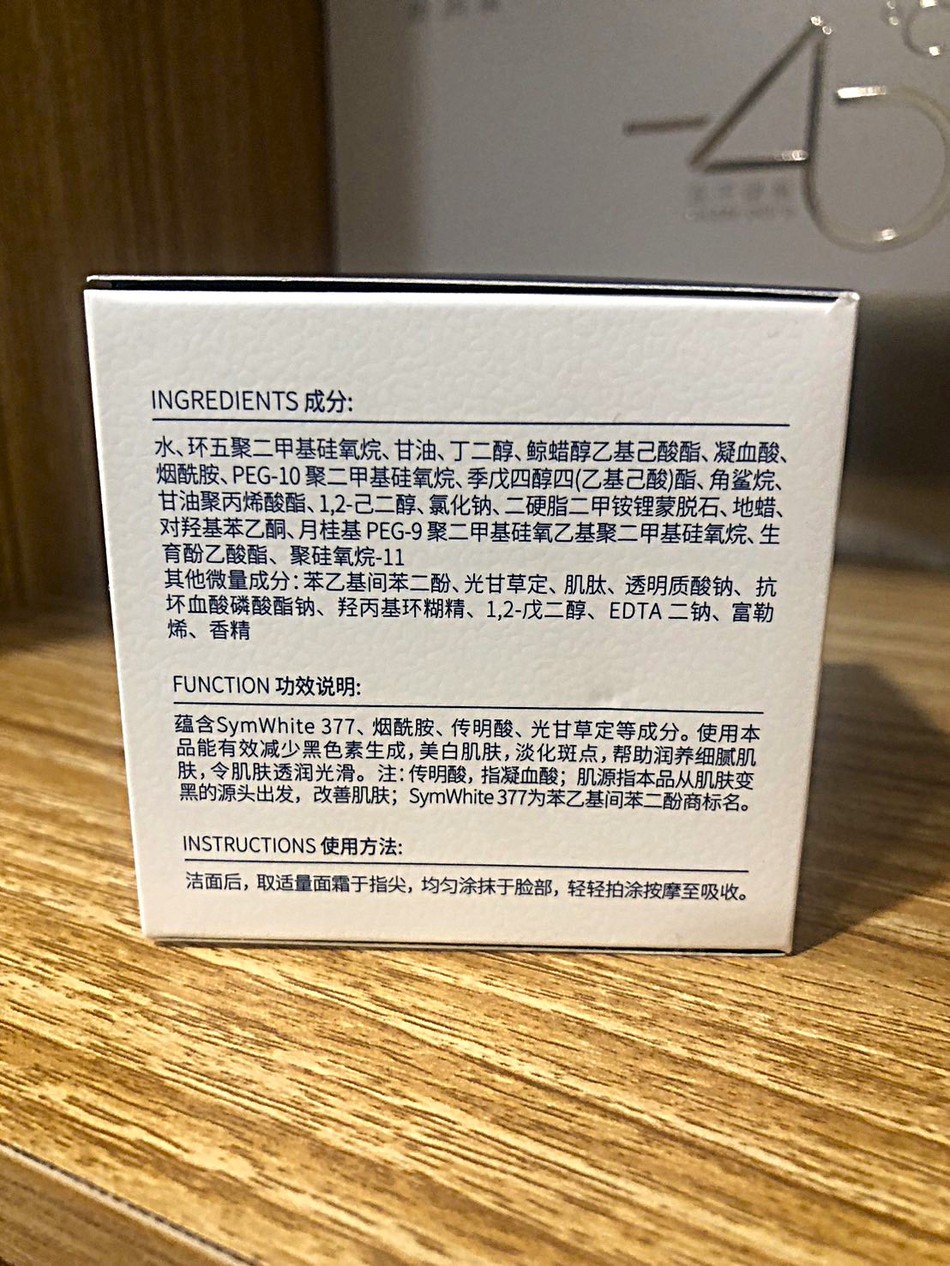 -45°
INGREDIENTS 成分:
水、环五聚二甲基硅氧烷、甘油、丁二醇、鲸蜡醇乙基己酸酯、凝血酸、
烟酰胺、PEG-10 聚二甲基硅氧烷、季戊四醇四(乙基己酸)酯、角鲨烷、
甘油聚丙烯酸酯、1,2-己二醇、氯化钠、二硬脂二甲铵锂蒙脱石、地蜡、
对羟基苯乙酮、月桂基 PEG-9 聚二甲基硅氧乙基聚二甲基硅氧烷、生
育酚乙酸酯、聚硅氧烷-11
其他微量成分：苯乙基间苯二酚、光甘草定、肌肽、透明质酸钠、抗
坏血酸磷酸酯钠、羟丙基环糊精、1,2-戊二醇、EDTA 二钠、富勒
烯、香精
FUNCTION 功效说明:
蕴含SymWhite 377、烟酰胺、传明酸、光甘草定等成分。使用本
品能有效减少黑色素生成，美白肌肤，淡化斑点，帮助润养细腻肌
肤，令肌肤透润光滑。注：传明酸，指凝血酸；肌源指本品从肌肤变
黑的源头出发，改善肌肤；SymWhite 377为苯乙基间苯二酚商标名。
INSTRUCTIONS 使用方法:
洁面后，取适量面霜于指尖，均匀涂抹于脸部，轻轻拍涂按摩至吸收。